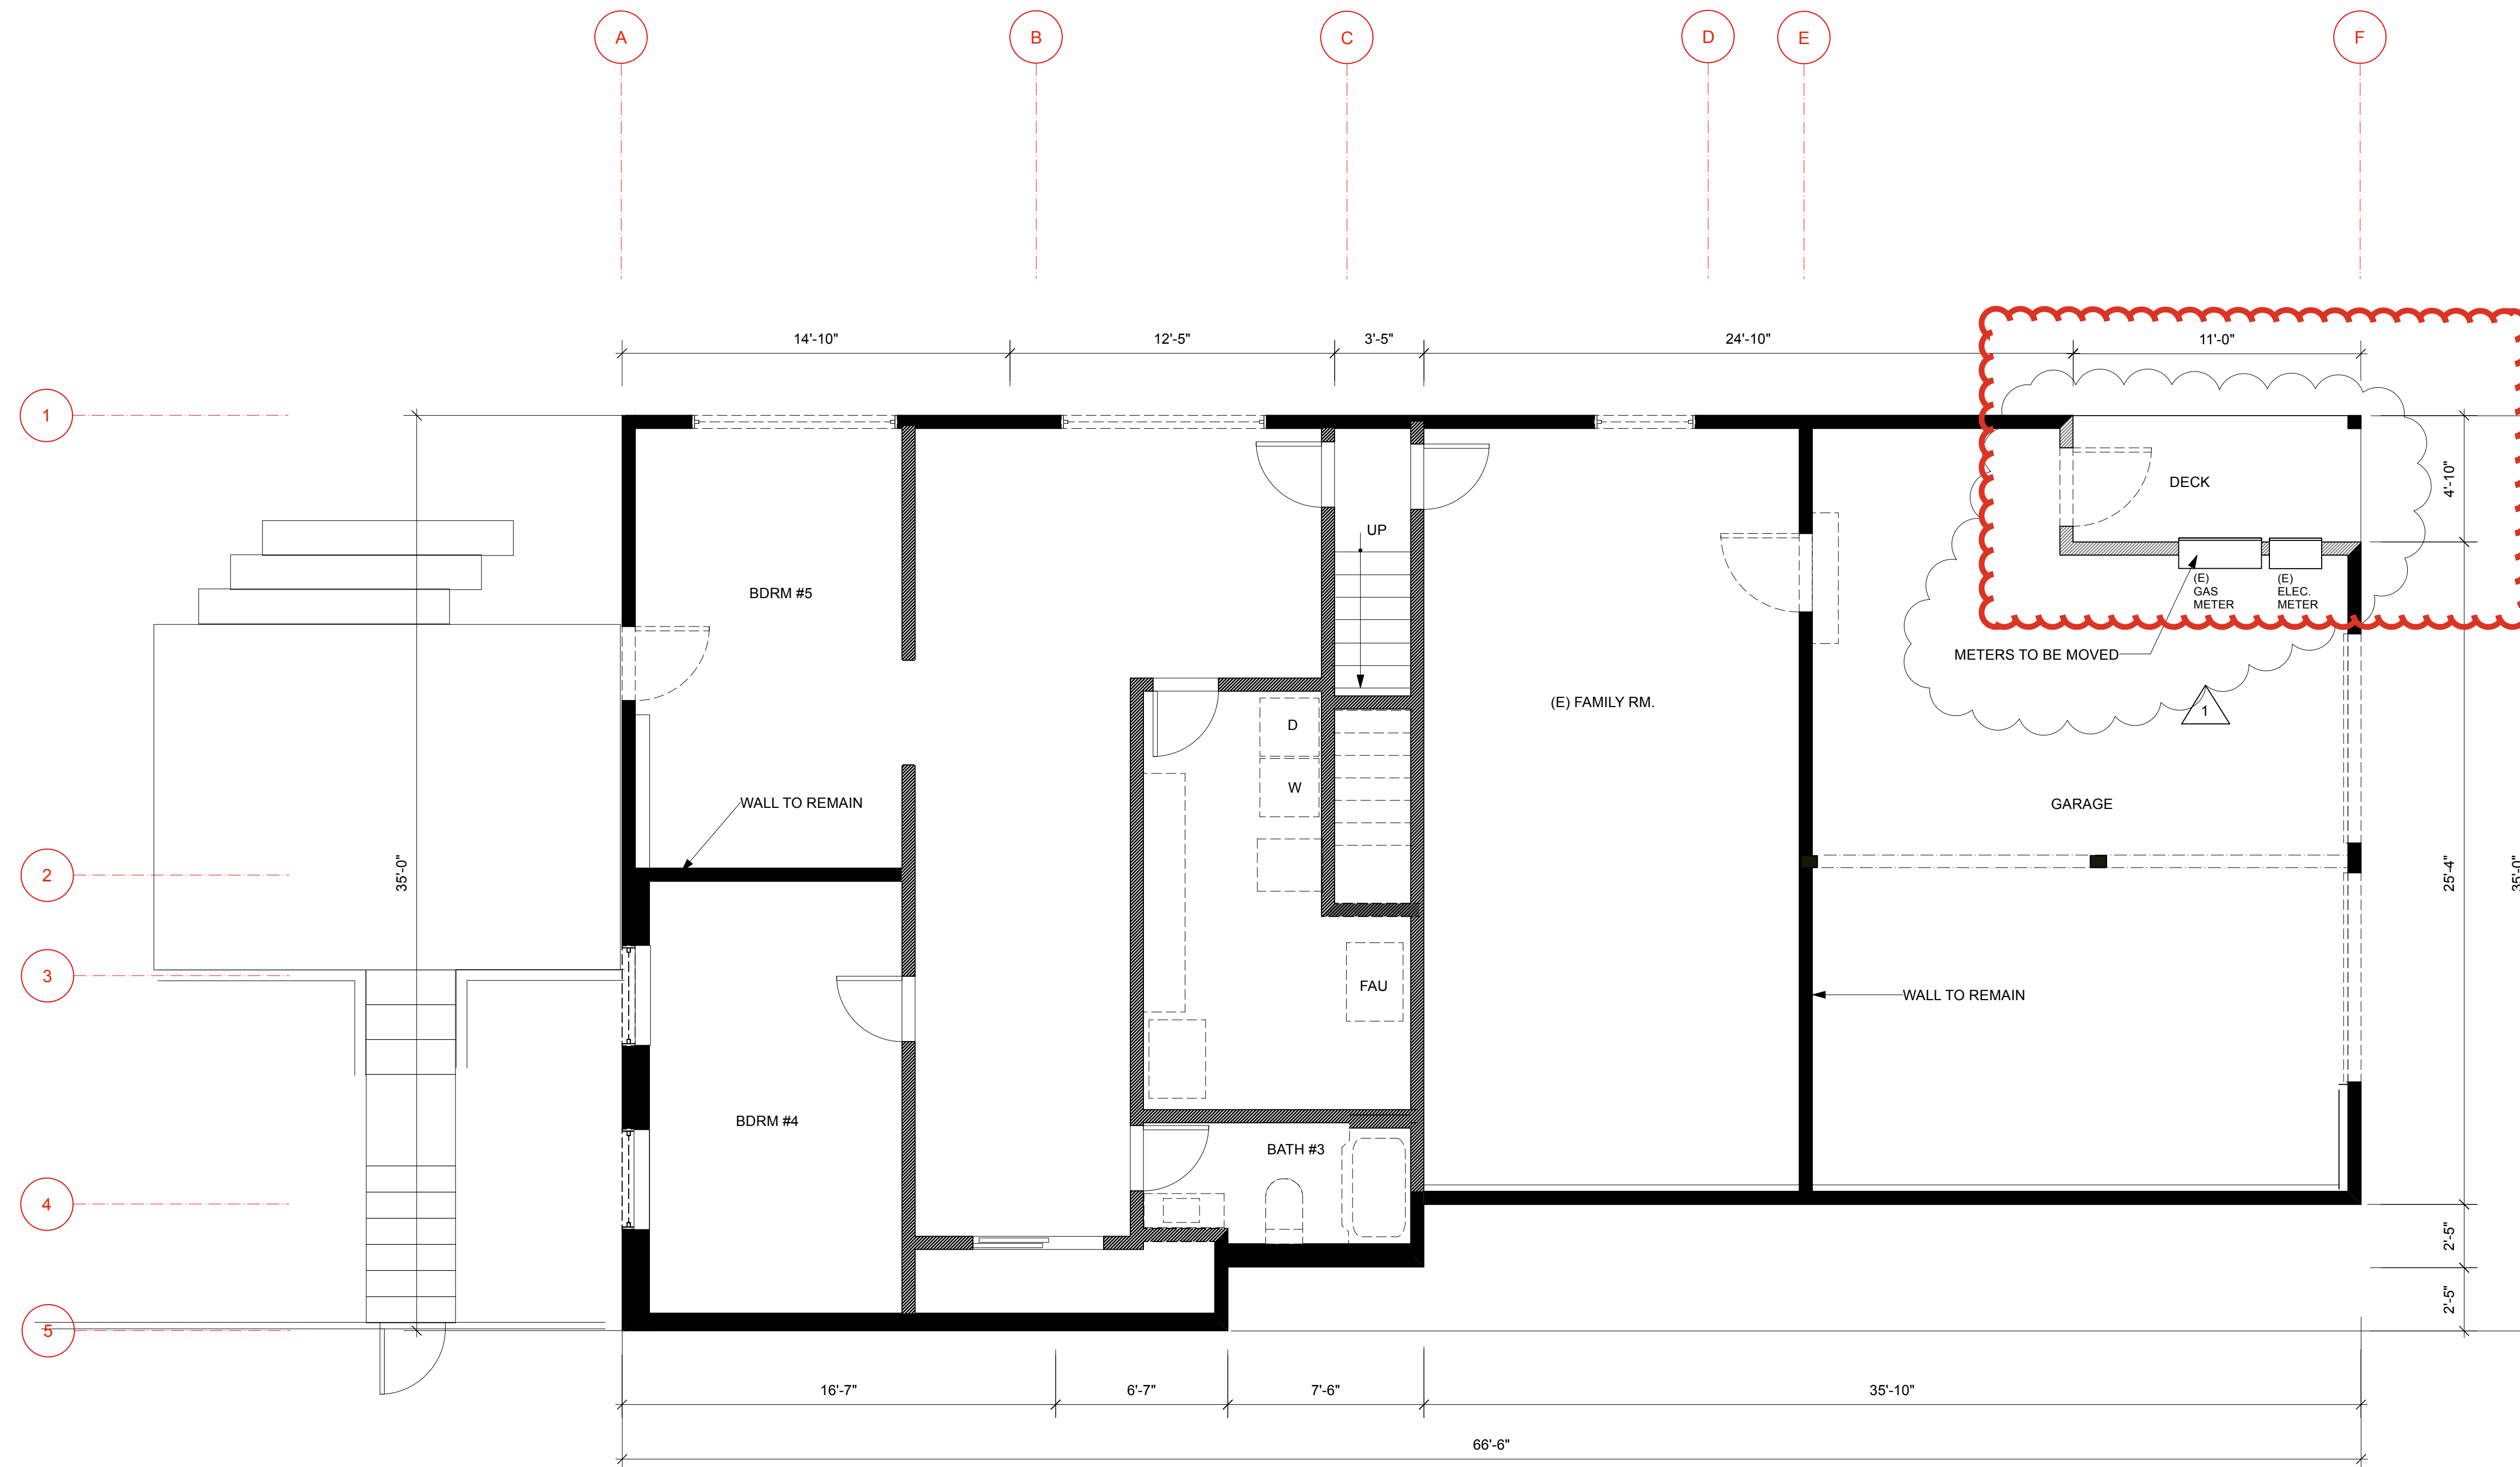 A
B
C
D
E
F
14'-10"
12'-5"
3'-5"
24'-10"
11'-0"
1
4'-10"
DECK
UP
(E)
GAS
METER
(E)
ELEC.
METER
BDRM #5
METERS TO BE MOVED
(E) FAMILY RM.
1
D
W
WALL TO REMAIN
GARAGE
2
35'-0"
25'-4"
35'-0"
3
FAU
WALL TO REMAIN
BDRM #4
BATH #3
4
2'-5"
2'-5"
5
16'-7"
6'-7"
7'-6"
35'-10"
66'-6"